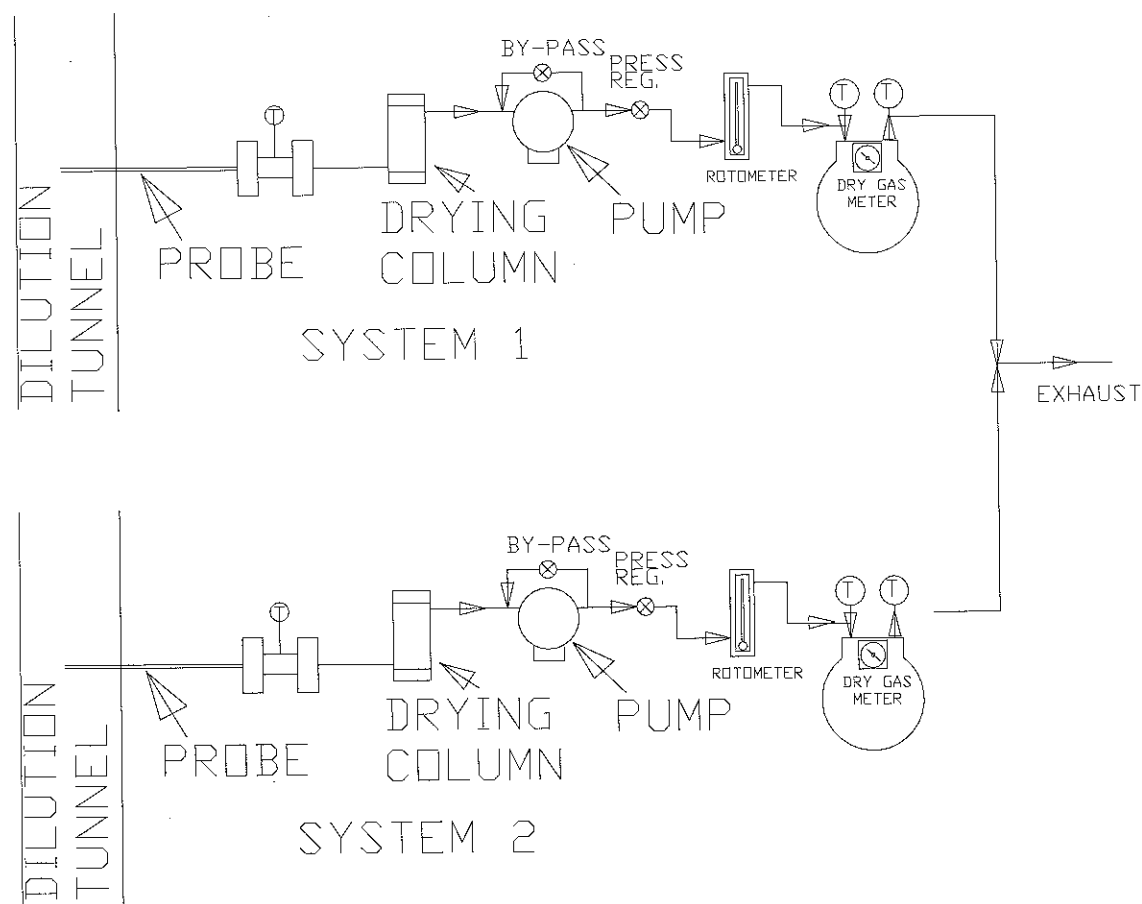 BY-PASS
PRESS
REG.
T
T
T
ROTOMETER
DRY GAS
METER
DILUTION
TUNNEL
PROBE
DRYING
COLUMN
PUMP
SYSTEM 1
EXHAUST
BY-PASS
PRESS
REG.
T
T
T
ROTOMETER
DRY GAS
METER
DILUTION
TUNNEL
PROBE
DRYING
COLUMN
PUMP
SYSTEM 2